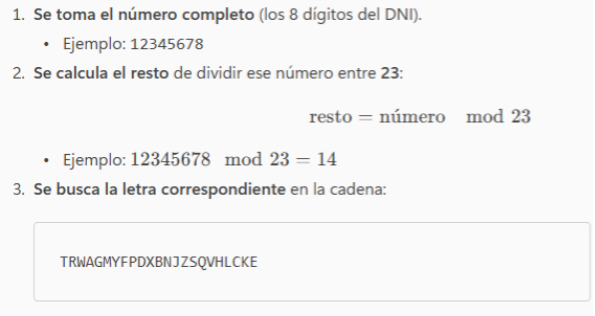 1. Se toma el número completo (los 8 dígitos del DNI).
• Ejemplo: 12345678
2. Se calcula el resto de dividir ese número entre 23:
resto = número mod 23
• Ejemplo: 12345678 mod 23 = 14
3. Se busca la letra correspondiente en la cadena:
TRWAGMYFPDXBNJZSQVHLCKE